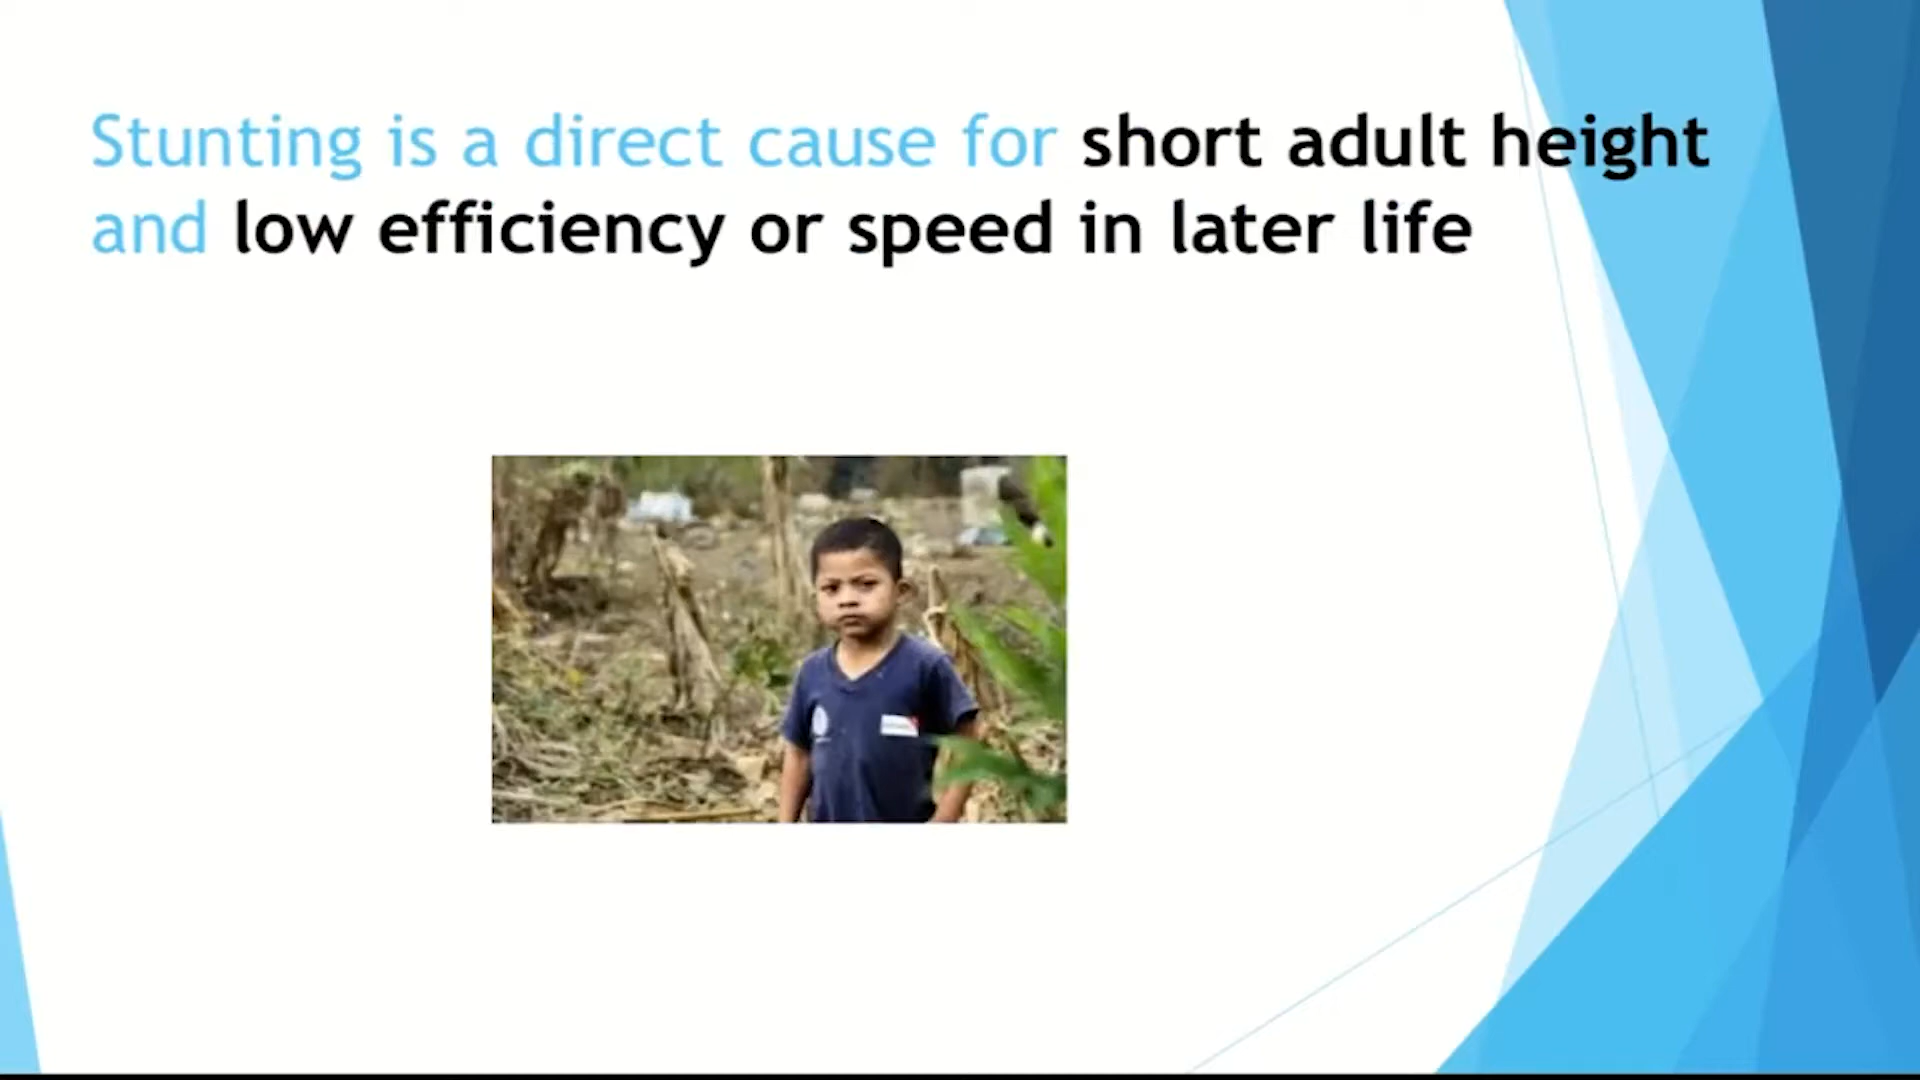 Stunting is a direct cause for short adult height
and low efficiency or speed in later life